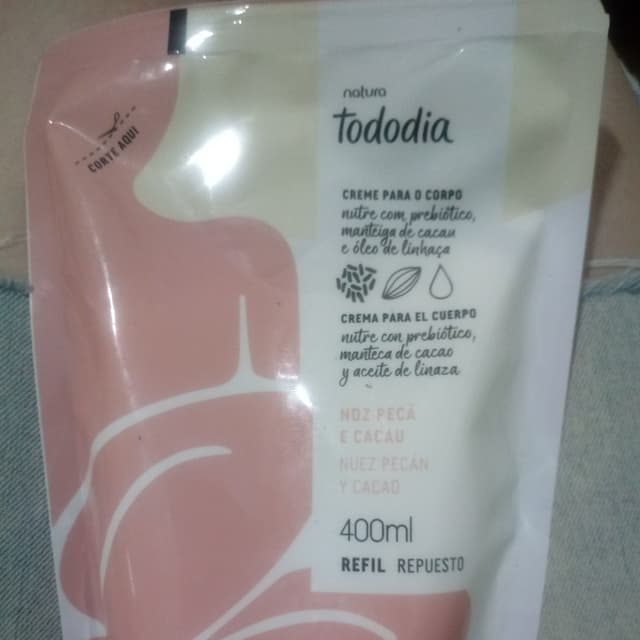 CORTE AQUI
natura
tododia
CREME PARA O CORPO
nutre com prebiótico,
manteiga de cacau
e óleo de linhaça
CREMA PARA EL CUERPO
nutre con prebiótico,
manteca de cacao
y aceite de linaza
NOZ PECÃ
E CACAU
NUEZ PECÁN
Y CACAO
400ml
REFIL REPUESTO